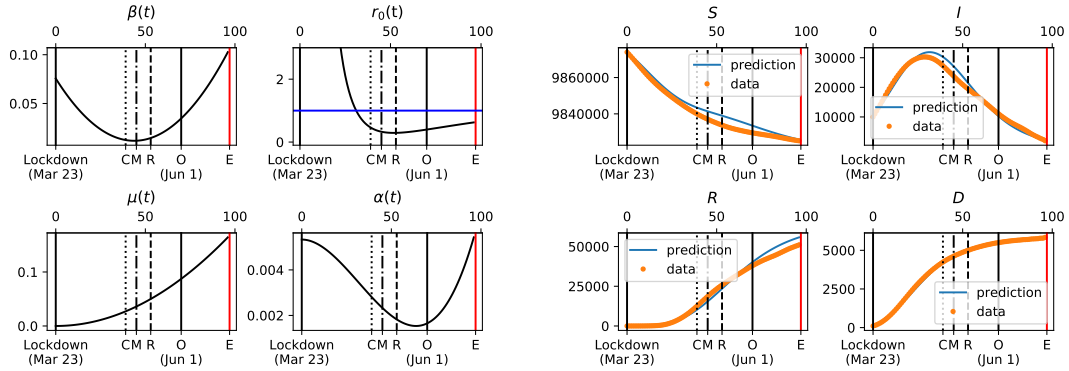 β(t)
0 50 100
0.10
0.05
Lockdown CM R O E
(Mar 23) (Jun 1)
r₀(t)
0 50 100
2
0
Lockdown CM R O E
(Mar 23) (Jun 1)
S
0 50 100
9860000
9840000
prediction
data
Lockdown CM R O E
(Mar 23) (Jun 1)
I
0 50 100
30000
20000
10000
prediction
data
Lockdown CM R O E
(Mar 23) (Jun 1)
μ(t)
0 50 100
0.1
0.0
Lockdown CM R O E
(Mar 23) (Jun 1)
α(t)
0 50 100
0.004
0.002
Lockdown CM R O E
(Mar 23) (Jun 1)
R
0 50 100
50000
25000
0
prediction
data
Lockdown CM R O E
(Mar 23) (Jun 1)
D
0 50 100
5000
2500
0
prediction
data
Lockdown CM R O E
(Mar 23) (Jun 1)